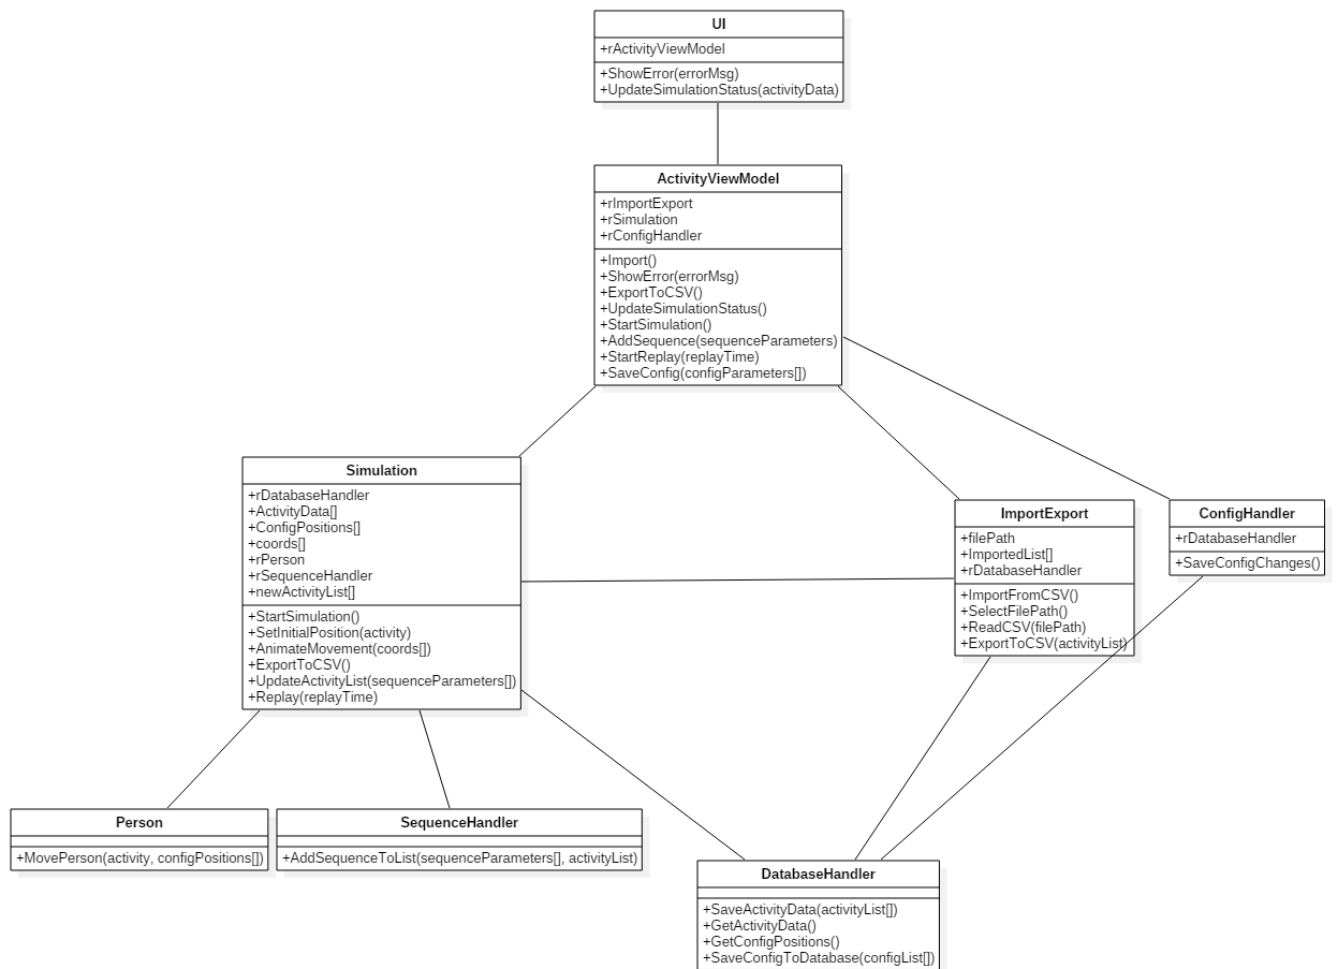 UI
+rActivityViewModel
+ShowError(errorMsg)
+UpdateSimulationStatus(activityData)
ActivityViewModel
+rImportExport
+rSimulation
+rConfigHandler
+Import()
+ShowError(errorMsg)
+ExportToCSV()
+UpdateSimulationStatus()
+StartSimulation()
+AddSequence(sequenceParameters)
+StartReplay(replayTime)
+SaveConfig(configParameters[])
Simulation
+rDatabaseHandler
+ActivityData[]
+ConfigPositions[]
+coords[]
+rPerson
+rSequenceHandler
+newActivityList[]
+StartSimulation()
+SetInitialPosition(activity)
+AnimateMovement(coords[])
+ExportToCSV()
+UpdateActivityList(sequenceParameters[])
+Replay(replayTime)
ImportExport
+filePath
+ImportedList[]
+rDatabaseHandler
+ImportFromCSV()
+SelectFilePath()
+ReadCSV(filePath)
+ExportToCSV(activityList)
ConfigHandler
+rDatabaseHandler
+SaveConfigChanges()
Person
+MovePerson(activity, configPositions[])
SequenceHandler
+AddSequenceToList(sequenceParameters[], activityList)
DatabaseHandler
+SaveActivityData(activityList[])
+GetActivityData()
+GetConfigPositions()
+SaveConfigToDatabase(configList[])